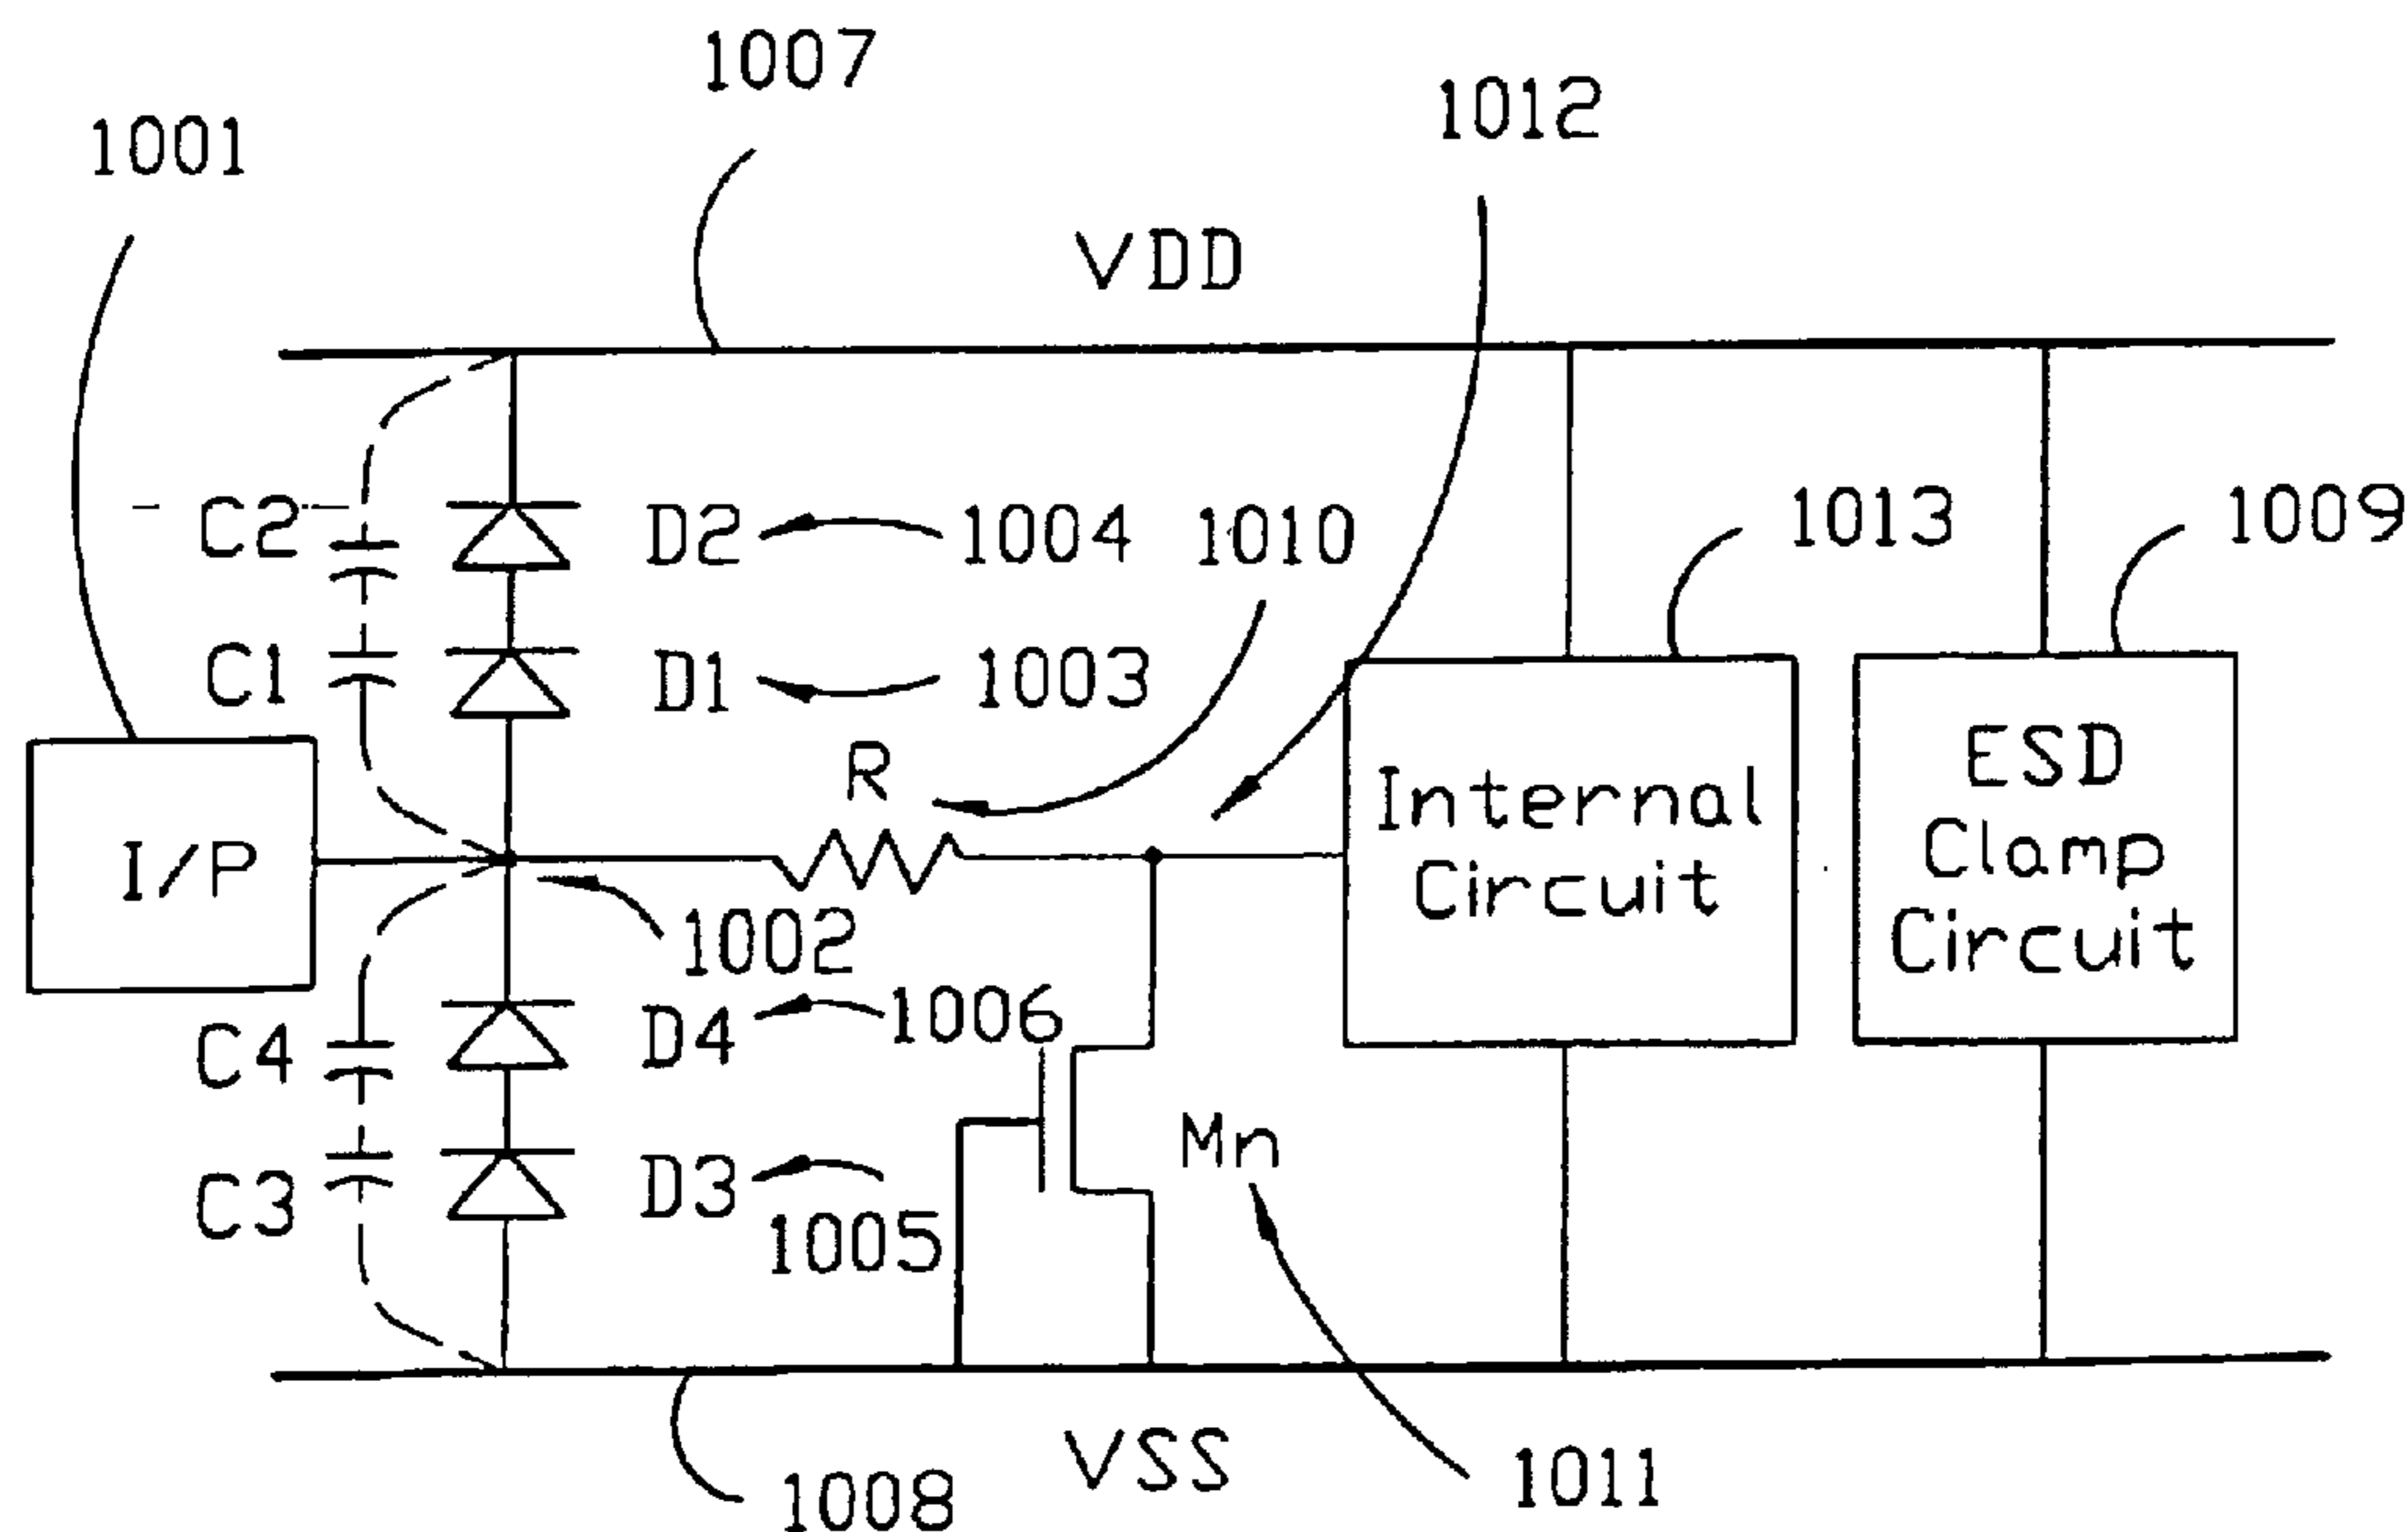 1007
1012
1001
VDD
C2
D2
1004
1010
1013
1009
C1
D1
1003
R
I/P
Internal
Circuit
ESD
Clamp
Circuit
1002
C4
D4
1006
Mn
C3
D3
1005
VSS
1008
1011